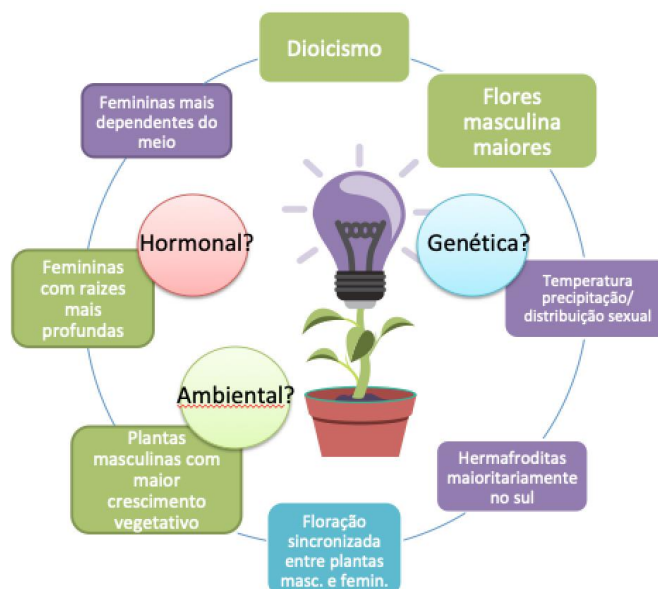 Dioicismo
Flores
masculina
maiores
Temperatura
precipitação/
distribuição sexual
Hermafroditas
maioritariamente
no sul
Floração
sincronizada
entre plantas
masc. e femin.
Plantas
masculinas com
maior
crescimento
vegetativo
Femininas
com raizes
mais
profundas
Femininas mais
dependentes do
meio
Hormonal?
Genética?
Ambiental?